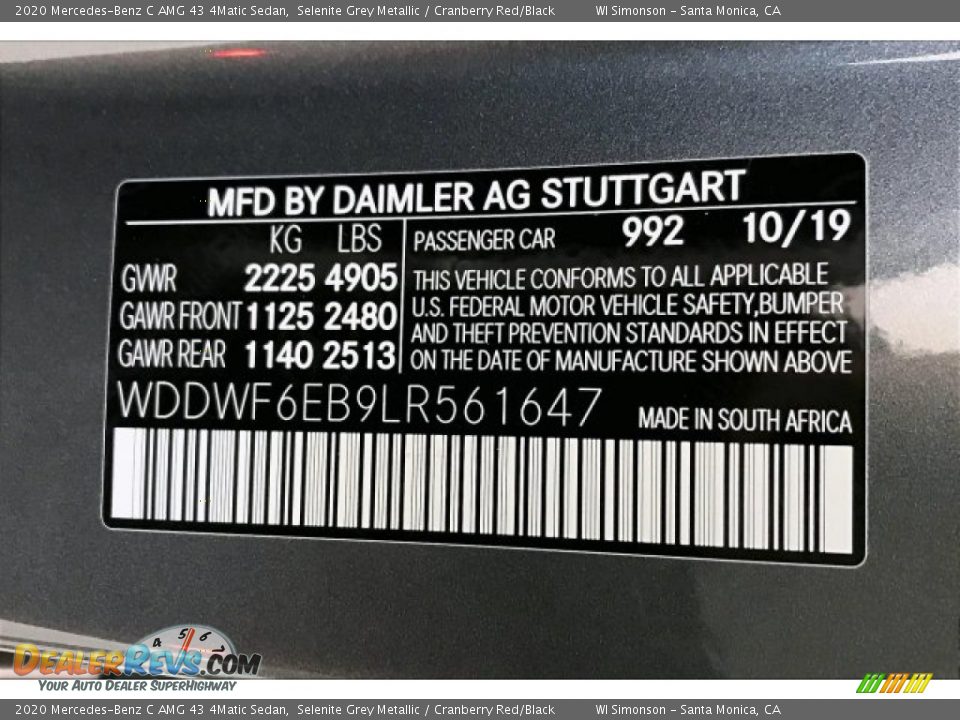 2020 Mercedes-Benz C AMG 43 4Matic Sedan, Selenite Grey Metallic / Cranberry Red/Black WI Simonson - Santa Monica, CA
MFD BY DAIMLER AG STUTTGART
KG LBS PASSENGER CAR 992 10/19
GVWR 2225 4905
GAWR FRONT 1125 2480
GAWR REAR 1140 2513
THIS VEHICLE CONFORMS TO ALL APPLICABLE
U.S. FEDERAL MOTOR VEHICLE SAFETY, BUMPER
AND THEFT PREVENTION STANDARDS IN EFFECT
ON THE DATE OF MANUFACTURE SHOWN ABOVE
WDDWF6EB9LR561647 MADE IN SOUTH AFRICA
4 5 6 7
DEALERREVS.COM
YOUR AUTO DEALER SUPERHIGHWAY
2020 Mercedes-Benz C AMG 43 4Matic Sedan, Selenite Grey Metallic / Cranberry Red/Black WI Simonson - Santa Monica, CA